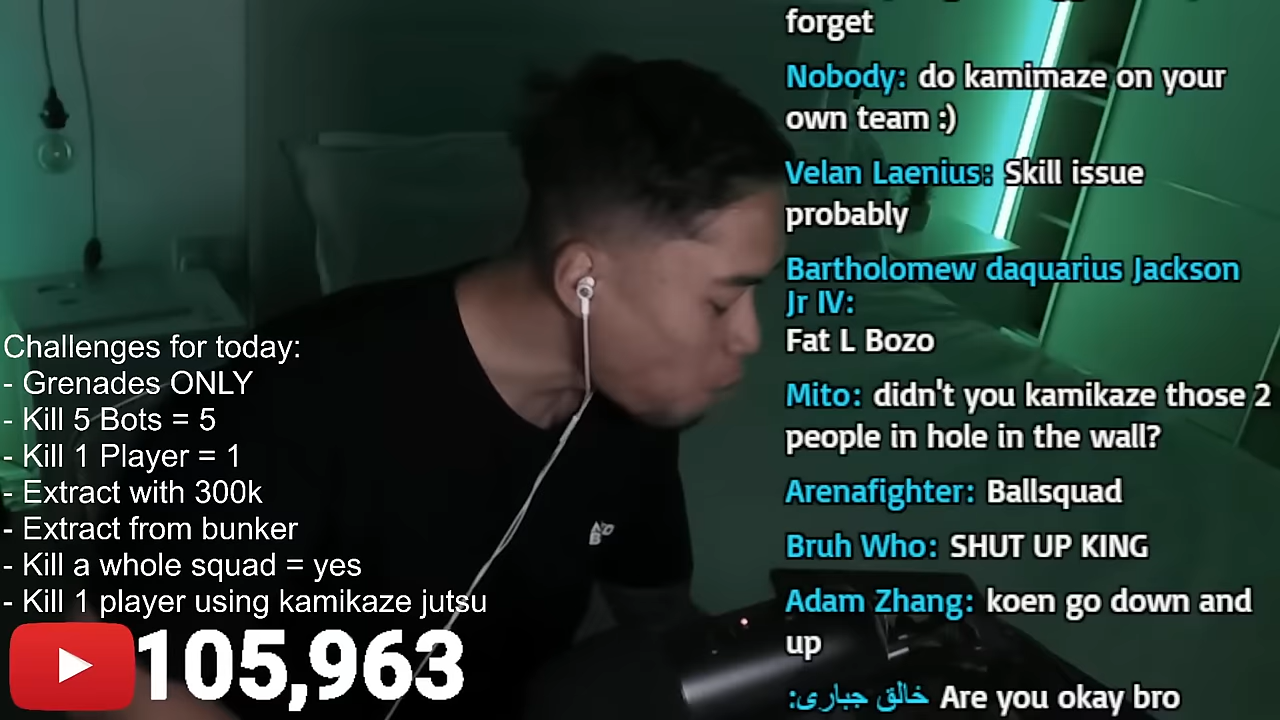 forget
Nobody: do kamimaze on your
own team :)
Velan Laenius: Skill issue
probably
Bartholomew daquarius Jackson
Jr IV:
Fat L Bozo
Mito: didn't you kamikaze those 2
people in hole in the wall?
Arenafighter: Ballsquad
Bruh Who: SHUT UP KING
Adam Zhang: koen go down and
up
خالق جباری: Are you okay bro
Challenges for today:
- Grenades ONLY
- Kill 5 Bots = 5
- Kill 1 Player = 1
- Extract with 300k
- Extract from bunker
- Kill a whole squad = yes
- Kill 1 player using kamikaze jutsu
105,963